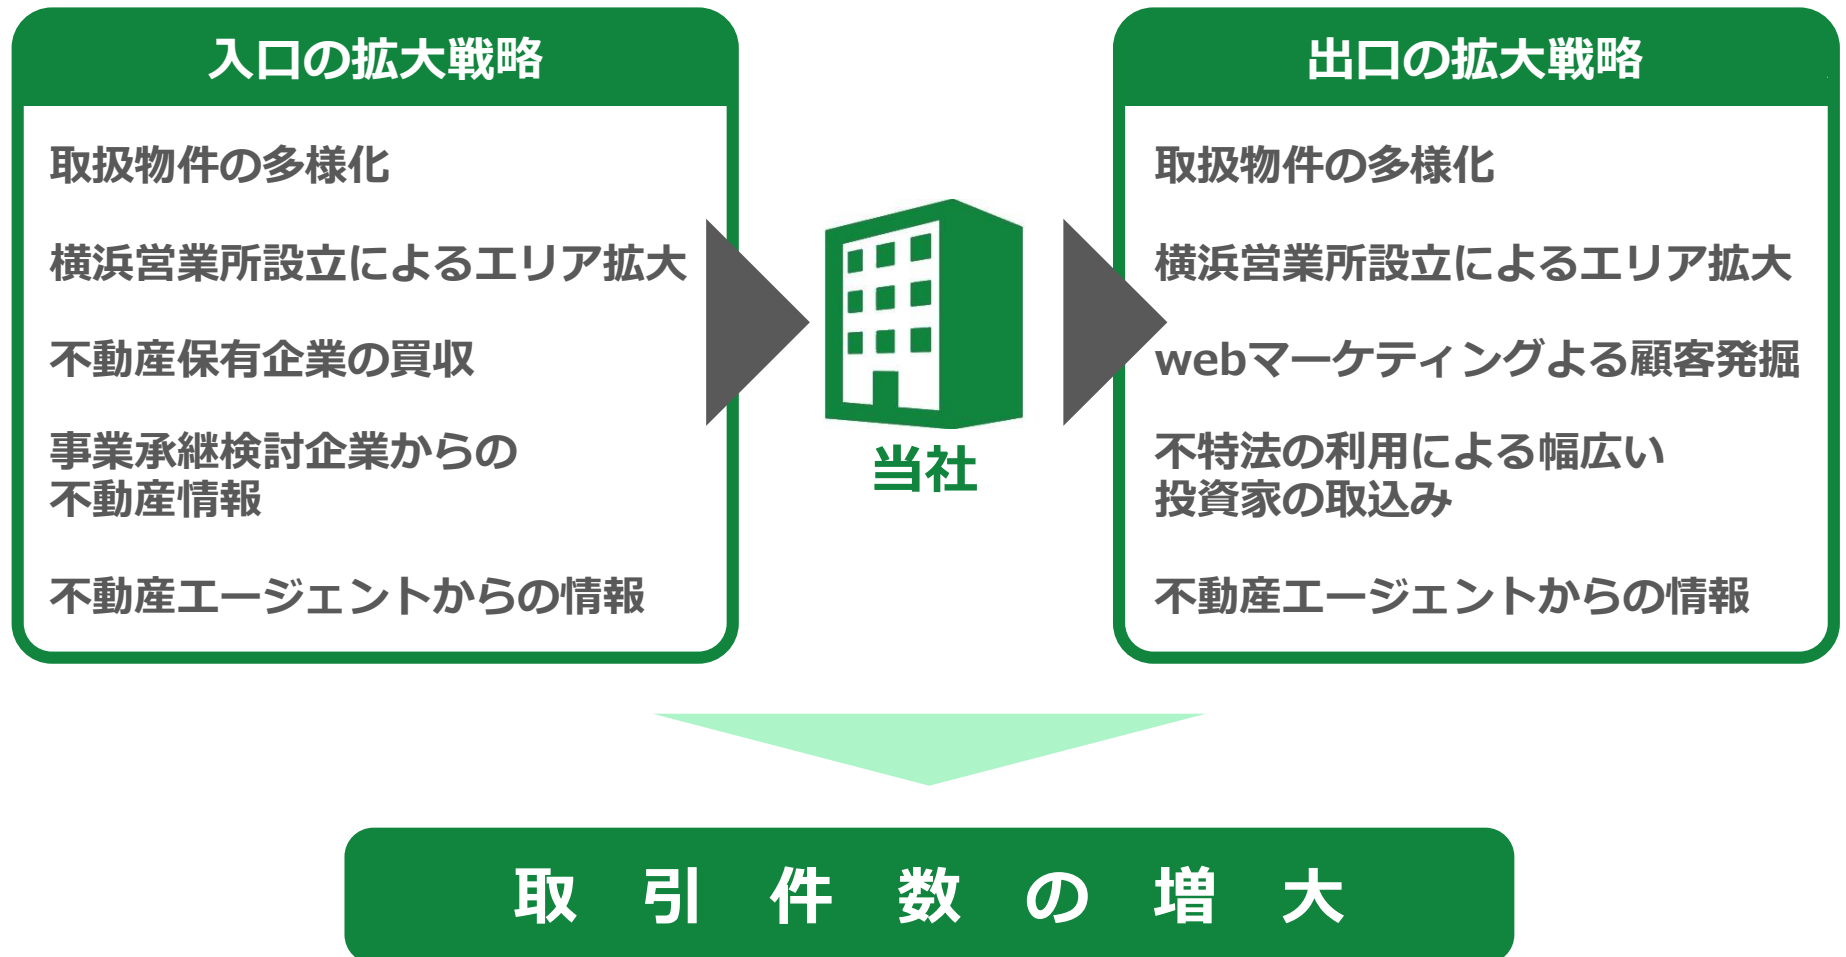 入口の拡大戦略
取扱物件の多様化
横浜営業所設立によるエリア拡大
不動産保有企業の買収
事業承継検討企業からの
不動産情報
不動産エージェントからの情報
当社
出口の拡大戦略
取扱物件の多様化
横浜営業所設立によるエリア拡大
webマーケティングよる顧客発掘
不特法の利用による幅広い
投資家の取込み
不動産エージェントからの情報
取引件数の増大